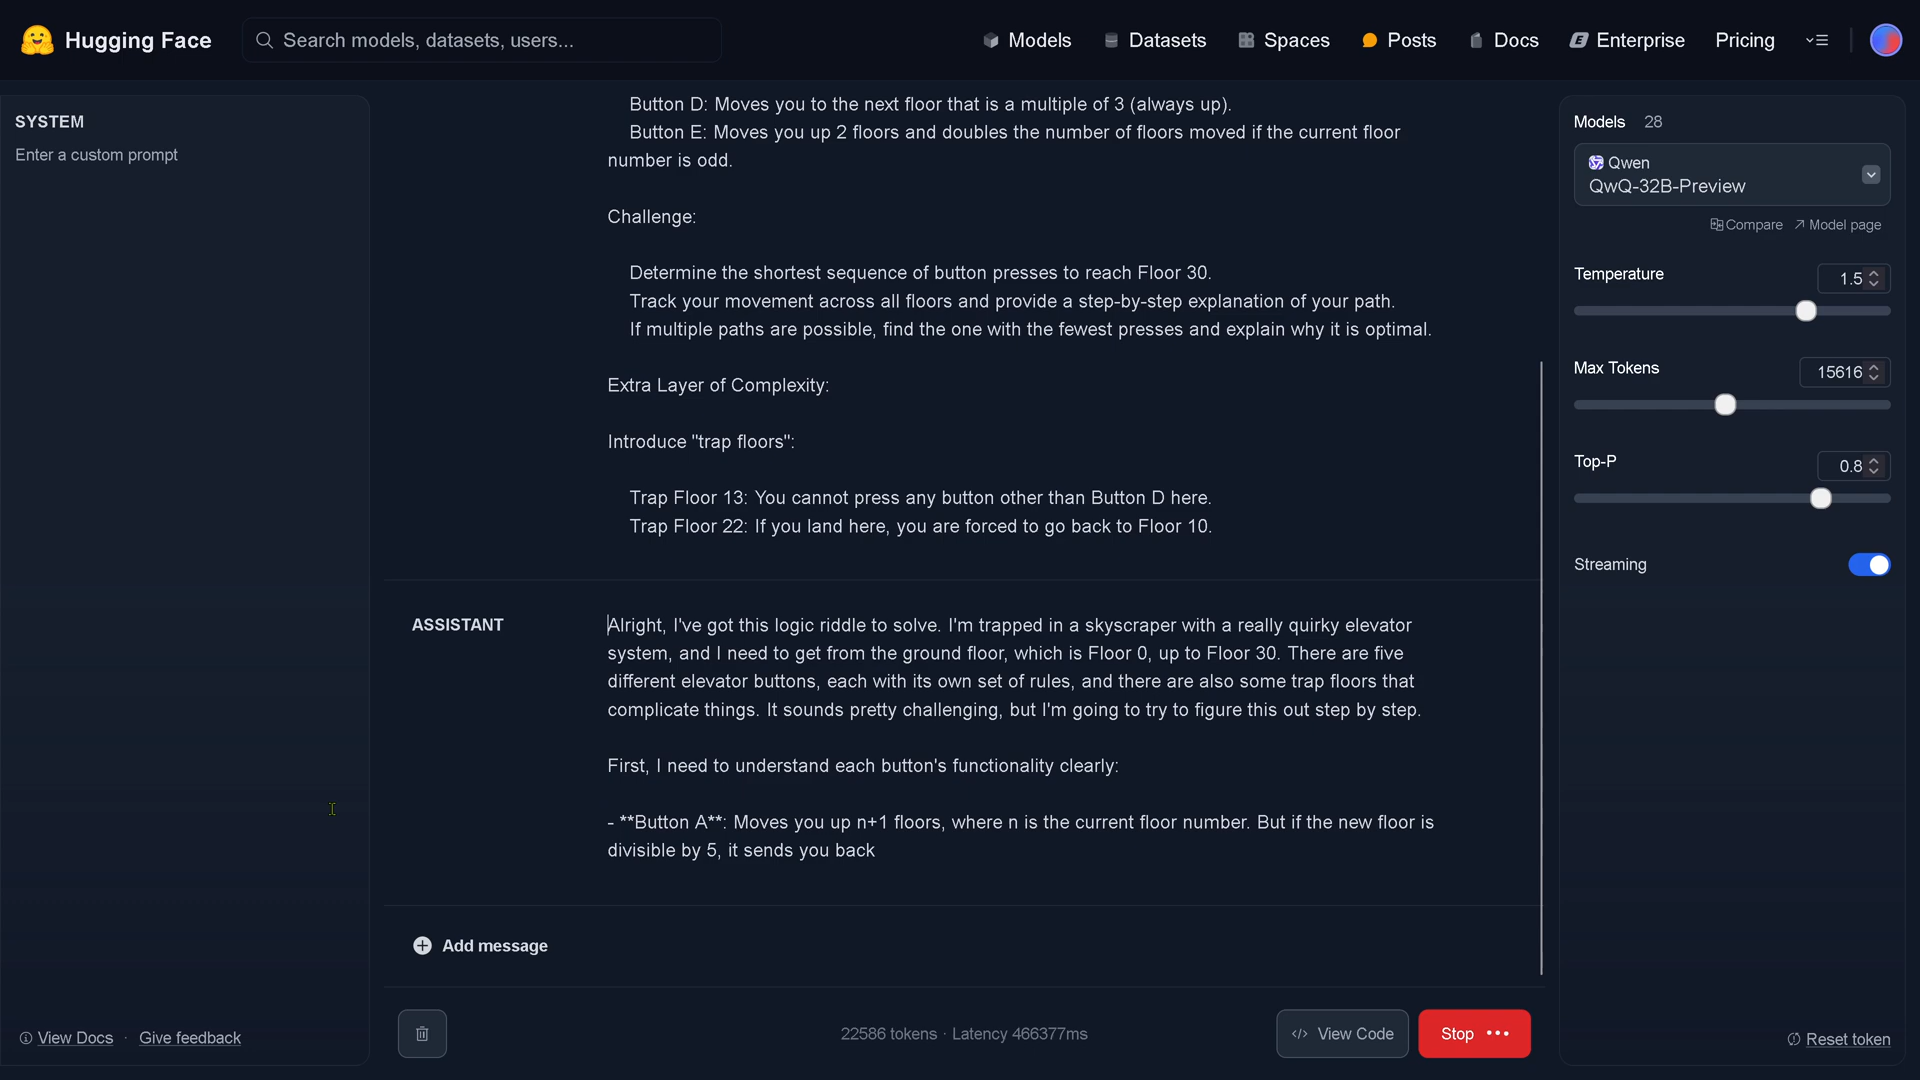 Hugging Face
Search models, datasets, users...
Models
Datasets
Spaces
Posts
Docs
Enterprise
Pricing
SYSTEM
Enter a custom prompt
Button D: Moves you to the next floor that is a multiple of 3 (always up).
Button E: Moves you up 2 floors and doubles the number of floors moved if the current floor
number is odd.
Challenge:
Determine the shortest sequence of button presses to reach Floor 30.
Track your movement across all floors and provide a step-by-step explanation of your path.
If multiple paths are possible, find the one with the fewest presses and explain why it is optimal.
Extra Layer of Complexity:
Introduce "trap floors":
Trap Floor 13: You cannot press any button other than Button D here.
Trap Floor 22: If you land here, you are forced to go back to Floor 10.
ASSISTANT
Alright, I've got this logic riddle to solve. I'm trapped in a skyscraper with a really quirky elevator
system, and I need to get from the ground floor, which is Floor 0, up to Floor 30. There are five
different elevator buttons, each with its own set of rules, and there are also some trap floors that
complicate things. It sounds pretty challenging, but I'm going to try to figure this out step by step.
First, I need to understand each button's functionality clearly:
- **Button A**: Moves you up n+1 floors, where n is the current floor number. But if the new floor is
divisible by 5, it sends you back
Add message
22586 tokens · Latency 466377ms
View Code
Stop
View Docs · Give feedback
Models 28
Qwen
QwQ-32B-Preview
Compare
Model page
Temperature
1.5
Max Tokens
15616
Top-P
0.8
Streaming
Reset token